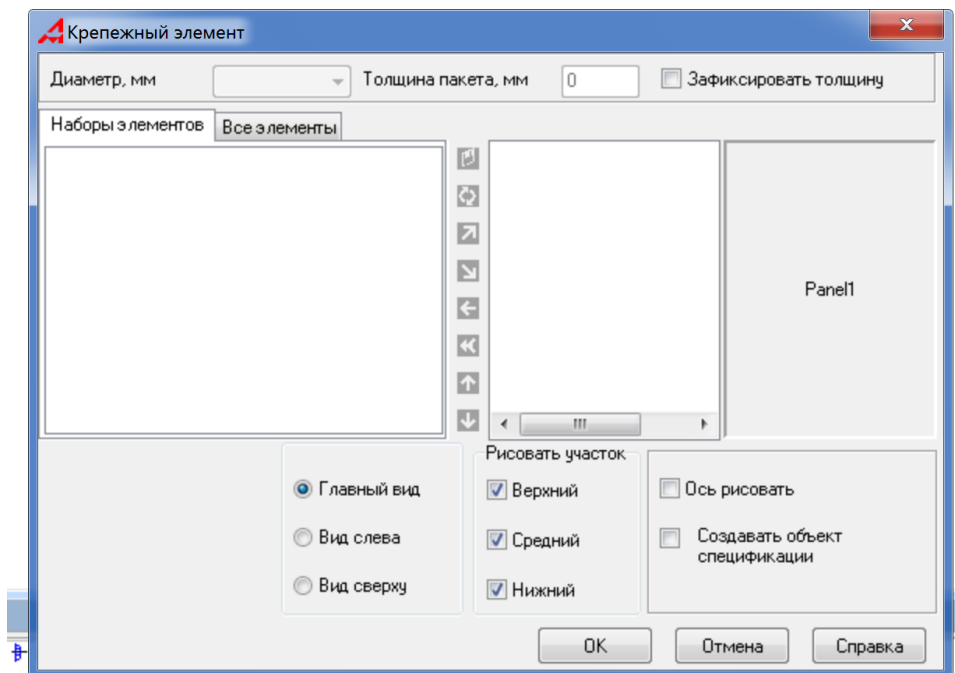 Крепежный элемент
Диаметр, мм Толщина пакета, мм 0 Зафиксировать толщину
Наборы элементов Все элементы
Panel1
Рисовать участок
Главный вид Верхний Ось рисовать
Вид слева Средний Создавать объект
спецификации
Вид сверху Нижний
OK Отмена Справка